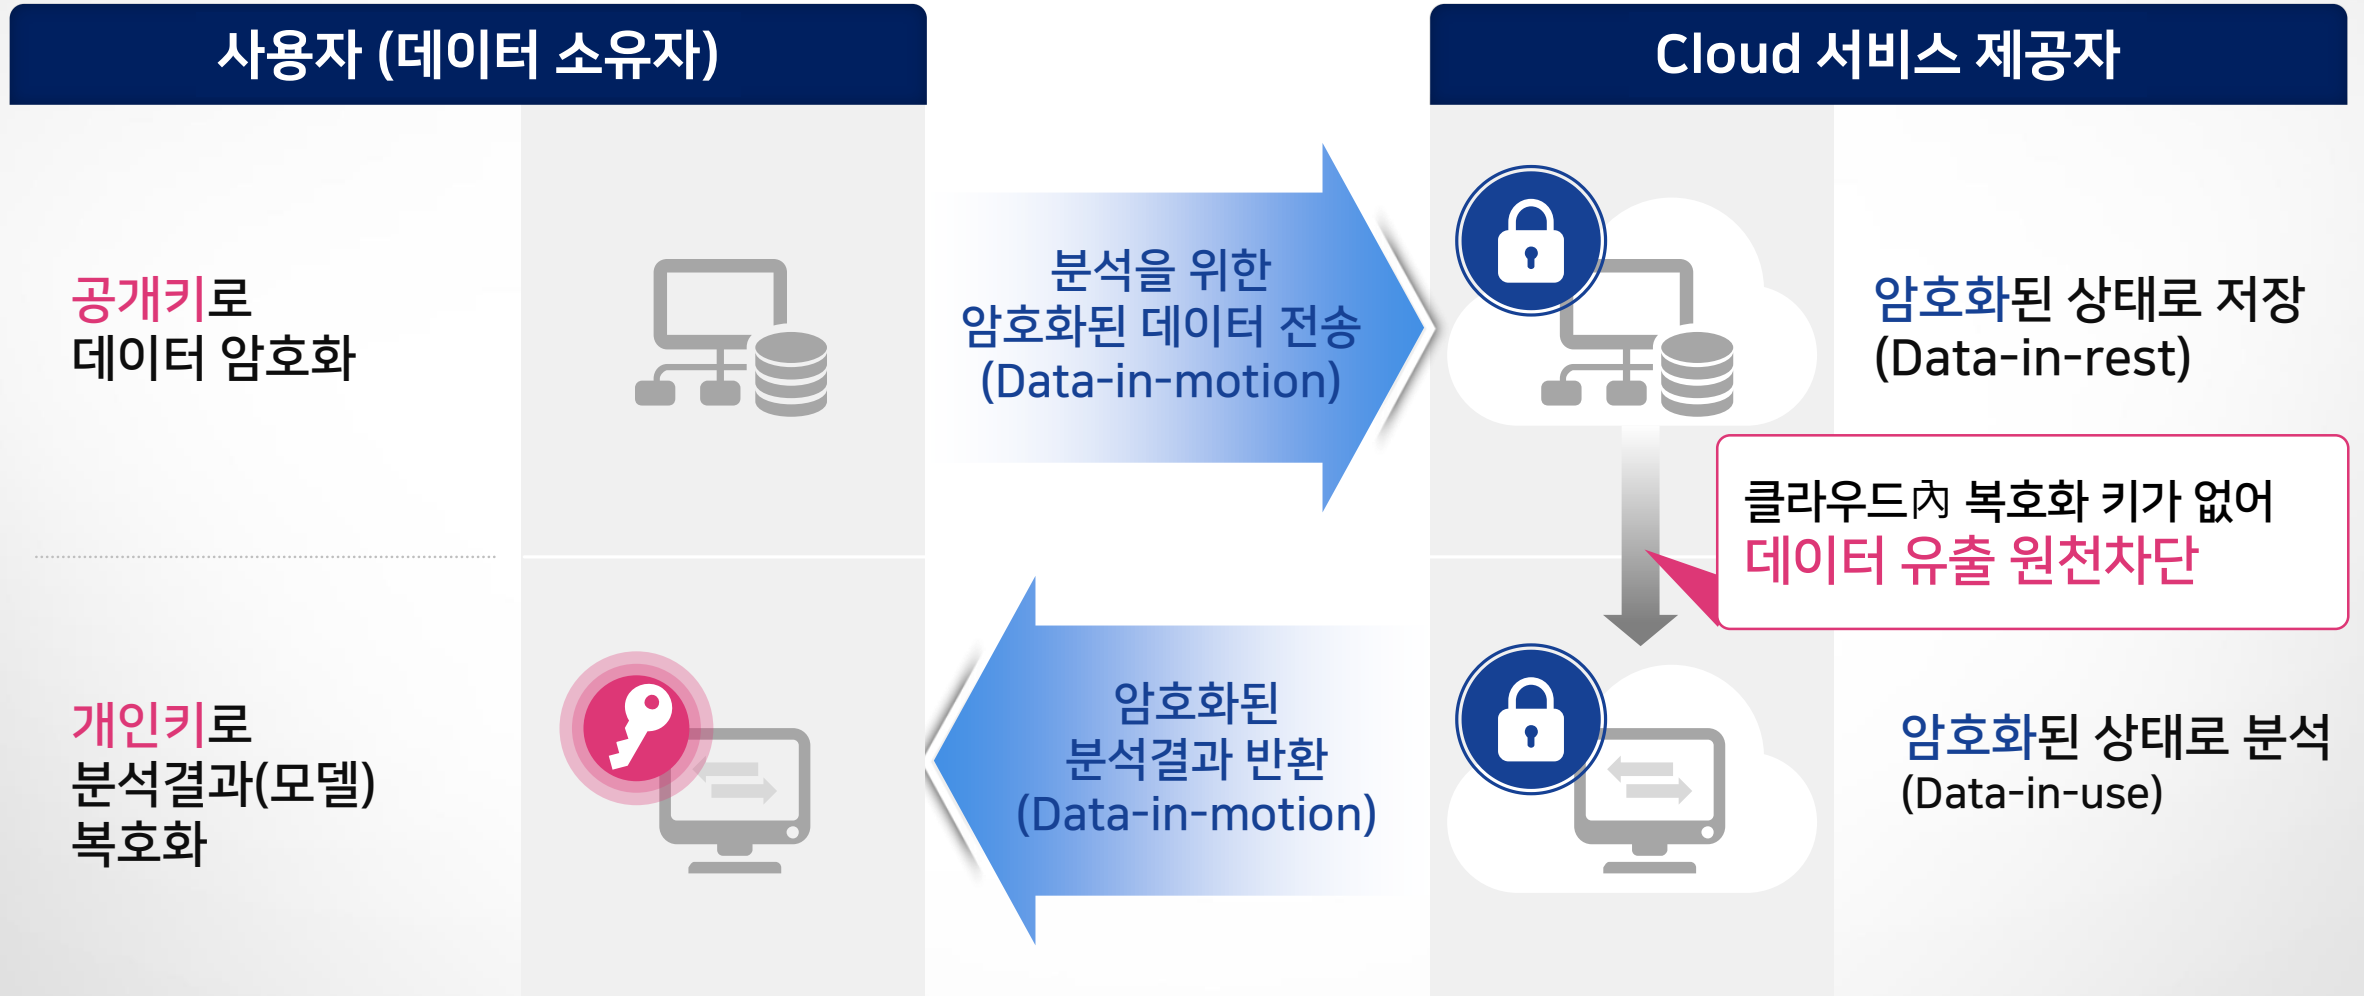 사용자 (데이터 소유자)
Cloud 서비스 제공자
공개키로
데이터 암호화
분석을 위한
암호화된 데이터 전송
(Data-in-motion)
암호화된 상태로 저장
(Data-in-rest)
클라우드內 복호화 키가 없어
데이터 유출 원천차단
개인키로
분석결과(모델)
복호화
암호화된
분석결과 반환
(Data-in-motion)
암호화된 상태로 분석
(Data-in-use)